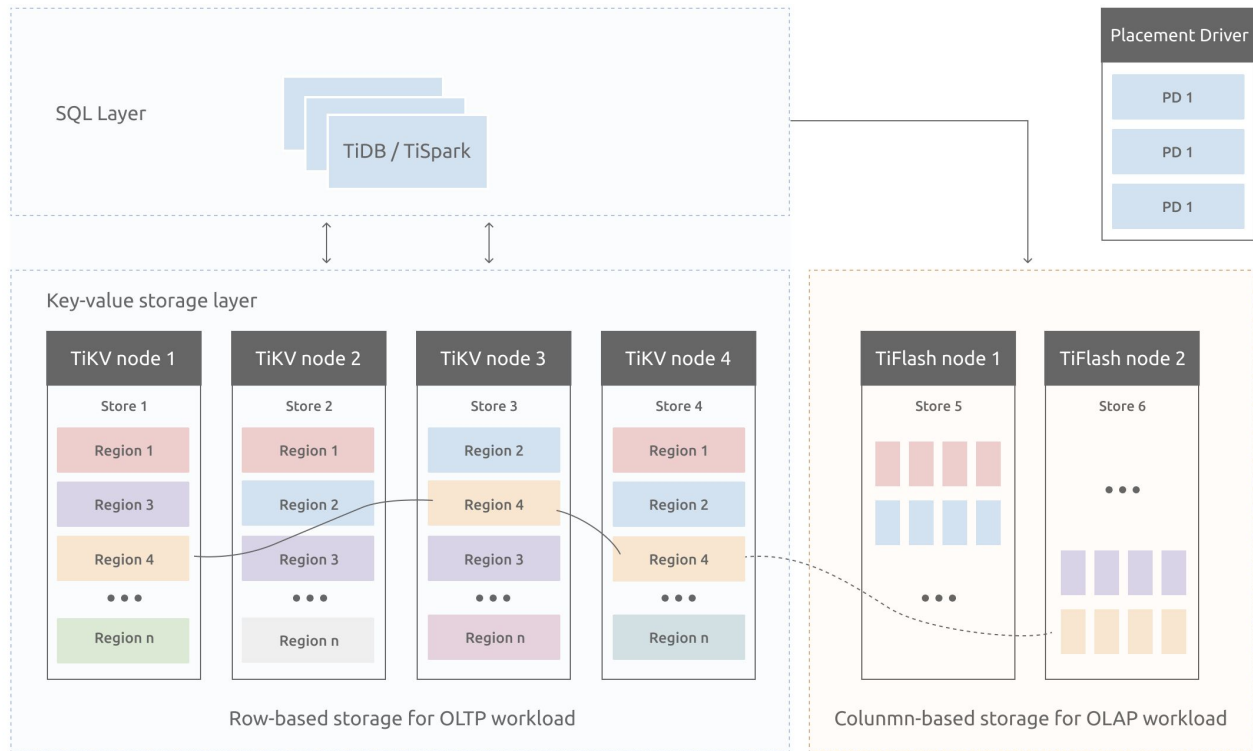 Placement Driver
PD 1
PD 1
PD 1
SQL Layer
TiDB / TiSpark
Key-value storage layer
TiKV node 1
Store 1
Region 1
Region 3
Region 4
Region n
TiKV node 2
Store 2
Region 1
Region 2
Region 3
Region n
TiKV node 3
Store 3
Region 2
Region 4
Region 3
Region n
TiKV node 4
Store 4
Region 1
Region 2
Region 4
Region n
Row-based storage for OLTP workload
TiFlash node 1
Store 5
TiFlash node 2
Store 6
Colunmn-based storage for OLAP workload